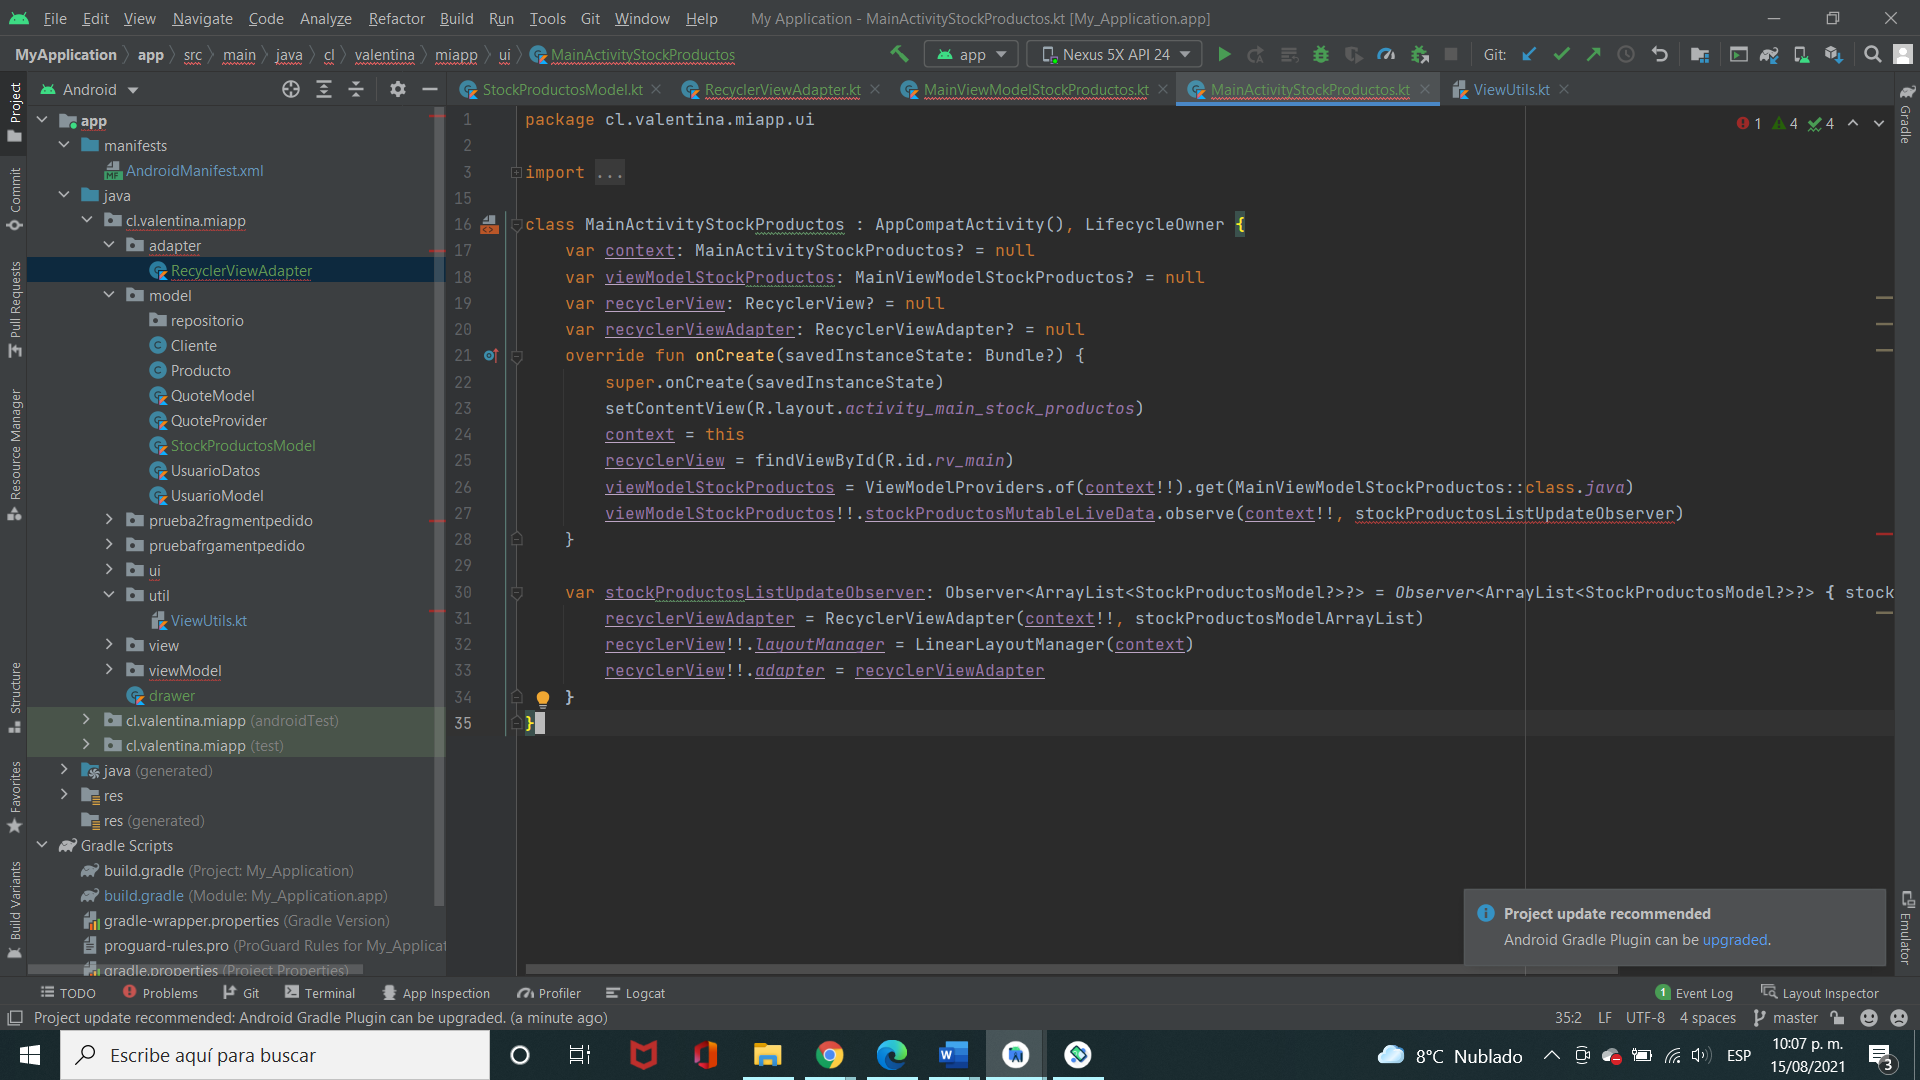 File Edit View Navigate Code Analyze Refactor Build Run Tools Git Window Help My Application - MainActivityStockProductos.kt [My_Application.app]
MyApplication app src main java cl valentina miapp ui MainActivityStockProductos app Nexus 5X API 24 Git:
Android StockProductosModel.kt RecyclerViewAdapter.kt MainViewModelStockProductos.kt MainActivityStockProductos.kt ViewUtils.kt
Project
Commit
Pull Requests
Resource Manager
Structure
Favorites
Build Variants
app
manifests
AndroidManifest.xml
java
cl.valentina.miapp
adapter
RecyclerViewAdapter
model
repositorio
Cliente
Producto
QuoteModel
QuoteProvider
StockProductosModel
UsuarioDatos
UsuarioModel
prueba2fragmentpedido
pruebafrgamentpedido
ui
util
ViewUtils.kt
view
viewModel
drawer
cl.valentina.miapp (androidTest)
cl.valentina.miapp (test)
java (generated)
res
res (generated)
Gradle Scripts
build.gradle (Project: My_Application)
build.gradle (Module: My_Application.app)
gradle-wrapper.properties (Gradle Version)
proguard-rules.pro (ProGuard Rules for My_Applicat
gradle.properties (Project Properties)
1 package cl.valentina.miapp.ui
2
3 import ...
15
16 class MainActivityStockProductos : AppCompatActivity(), LifecycleOwner {
17 var context: MainActivityStockProductos? = null
18 var viewModelStockProductos: MainViewModelStockProductos? = null
19 var recyclerView: RecyclerView? = null
20 var recyclerViewAdapter: RecyclerViewAdapter? = null
21 override fun onCreate(savedInstanceState: Bundle?) {
22 super.onCreate(savedInstanceState)
23 setContentView(R.layout.activity_main_stock_productos)
24 context = this
25 recyclerView = findViewById(R.id.rv_main)
26 viewModelStockProductos = ViewModelProviders.of(context!!).get(MainViewModelStockProductos::class.java)
27 viewModelStockProductos!!.stockProductosMutableLiveData.observe(context!!, stockProductosListUpdateObserver)
28 }
29
30 var stockProductosListUpdateObserver: Observer<ArrayList<StockProductosModel?>?> = Observer<ArrayList<StockProductosModel?>?> { stock
31 recyclerViewAdapter = RecyclerViewAdapter(context!!, stockProductosModelArrayList)
32 recyclerView!!.layoutManager = LinearLayoutManager(context)
33 recyclerView!!.adapter = recyclerViewAdapter
34 }
35 }
1 4 4
Gradle
Emulator
Project update recommended
Android Gradle Plugin can be upgraded.
TODO Problems Git Terminal App Inspection Profiler Logcat 1 Event Log Layout Inspector
Project update recommended: Android Gradle Plugin can be upgraded. (a minute ago) 35:2 LF UTF-8 4 spaces master
Escribe aquí para buscar 8°C Nublado ESP 10:07 p. m.
15/08/2021 3